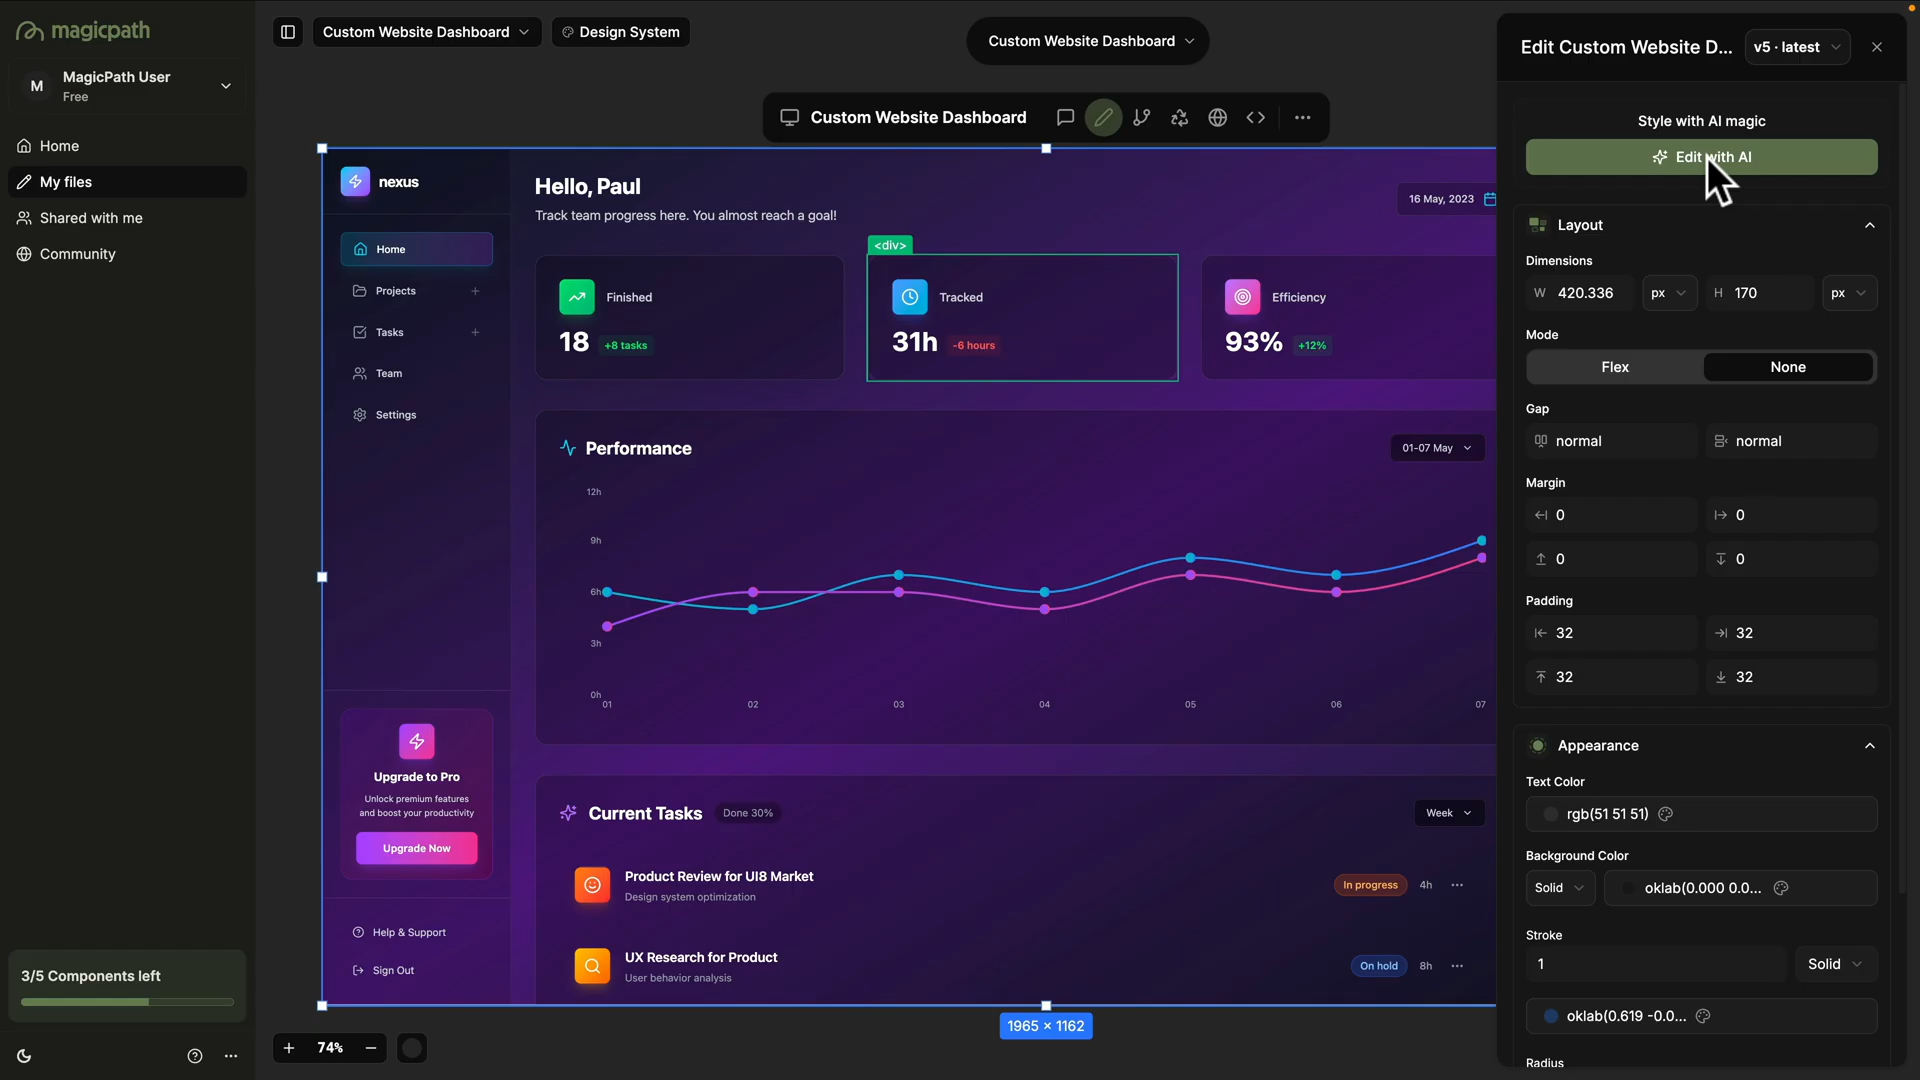 magicpath
M
MagicPath User
Free
Home
My files
Shared with me
Community
3/5 Components left
Custom Website Dashboard
Design System
Custom Website Dashboard
Custom Website Dashboard
nexus
Home
Projects
Tasks
Team
Settings
Upgrade to Pro
Unlock premium features
and boost your productivity
Upgrade Now
Help & Support
Sign Out
Hello, Paul
Track team progress here. You almost reach a goal!
16 May, 2023
<div>
Finished
18 +8 tasks
Tracked
31h -6 hours
Efficiency
93% +12%
Performance
01-07 May
12h
9h
6h
3h
0h
01 02 03 04 05 06 07
Current Tasks Done 30%
Week
Product Review for UI8 Market
Design system optimization
In progress 4h
UX Research for Product
User behavior analysis
On hold 8h
1965 × 1162
+ 74% −
Edit Custom Website D... v5 · latest
Style with AI magic
Edit with AI
Layout
Dimensions
W 420.336 px H 170 px
Mode
Flex None
Gap
normal normal
Margin
0 0
0 0
Padding
32 32
32 32
Appearance
Text Color
rgb(51 51 51)
Background Color
Solid oklab(0.000 0.0...
Stroke
1 Solid
oklab(0.619 -0.0...
Radius